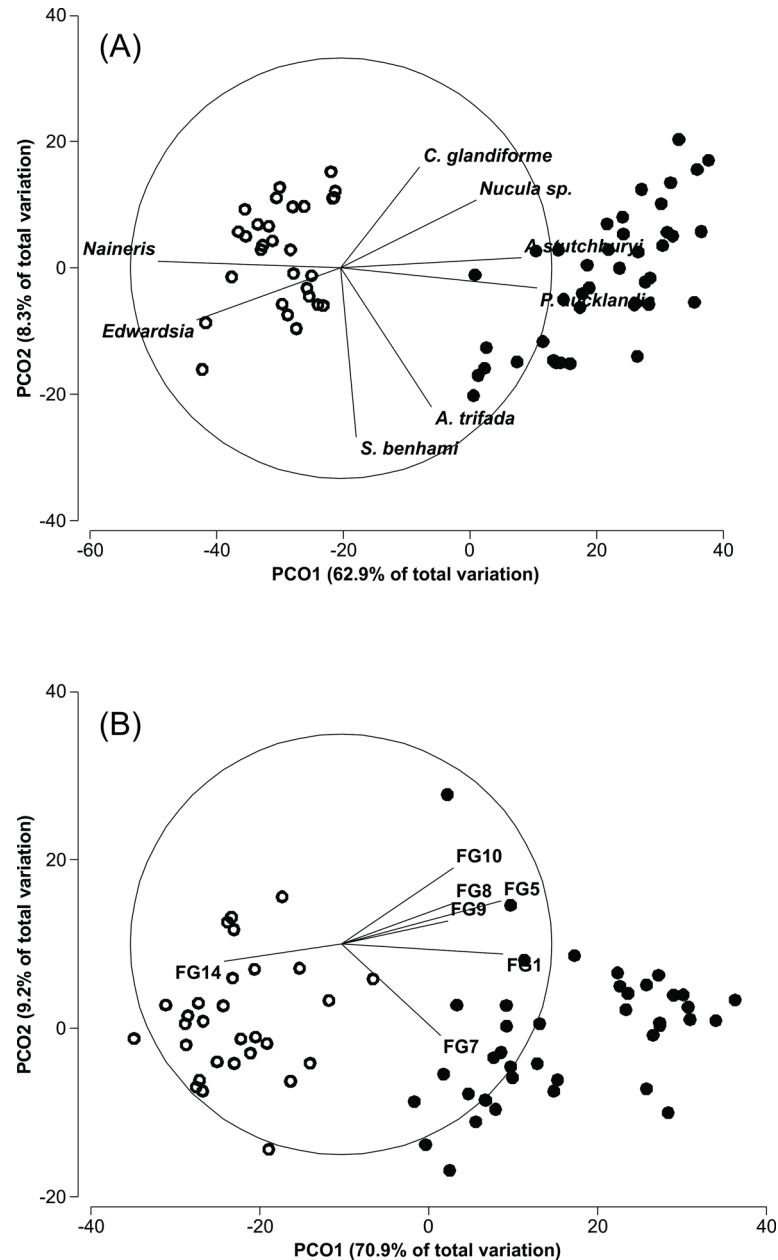 (A)
40
20
0
-20
-40
PCO2 (8.3% of total variation)
C. glandiforme
Nucula sp.
Naineris
A.stutchburyi
P. aucklandica
Edwardsia
A. trifada
S. benhami
-60
-40
-20
0
20
40
PCO1 (62.9% of total variation)
(B)
40
20
0
-20
PCO2 (9.2% of total variation)
FG10
FG8
FG5
FG9
FG14
FG1
FG7
-40
-20
0
20
40
PCO1 (70.9% of total variation)